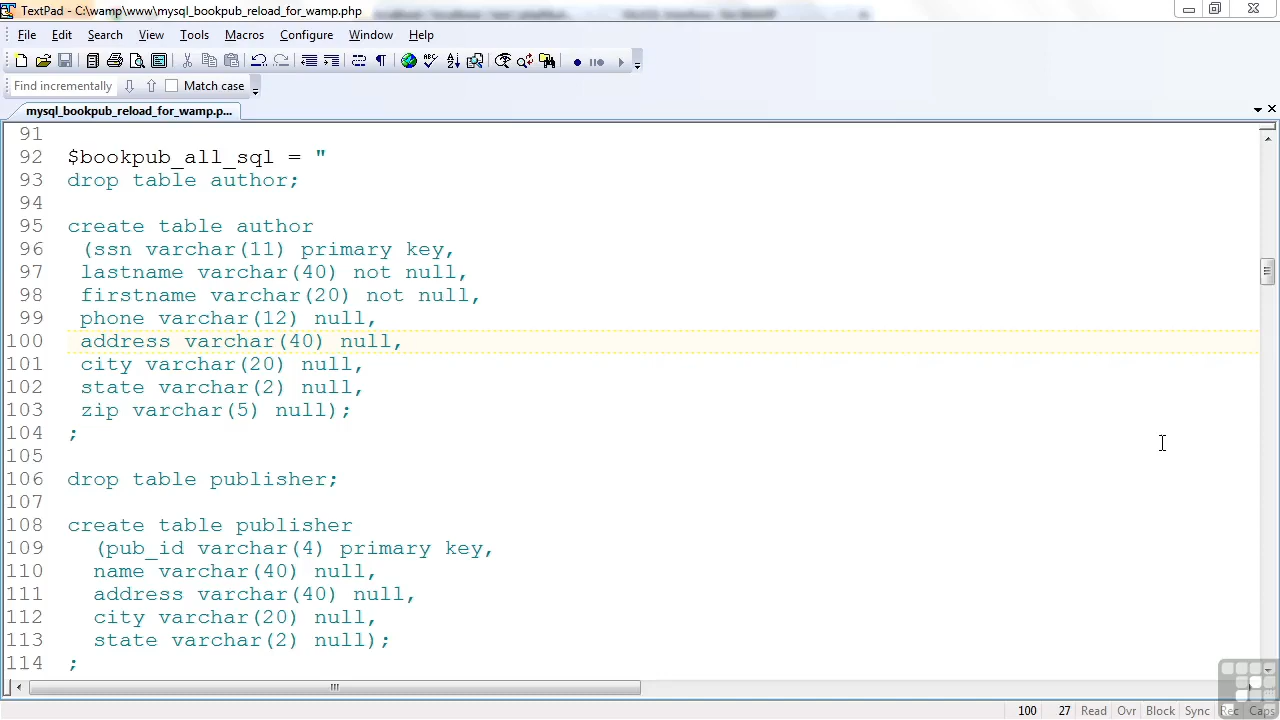 TextPad - C:\wamp\www\mysql_bookpub_reload_for_wamp.php
File Edit Search View Tools Macros Configure Window Help
Find incrementally Match case
mysql_bookpub_reload_for_wamp.p...
91
92 $bookpub_all_sql = "
93 drop table author;
94
95 create table author
96 (ssn varchar(11) primary key,
97 lastname varchar(40) not null,
98 firstname varchar(20) not null,
99 phone varchar(12) null,
100 address varchar(40) null,
101 city varchar(20) null,
102 state varchar(2) null,
103 zip varchar(5) null);
104 ;
105
106 drop table publisher;
107
108 create table publisher
109 (pub_id varchar(4) primary key,
110 name varchar(40) null,
111 address varchar(40) null,
112 city varchar(20) null,
113 state varchar(2) null);
114 ;
100 27 Read Ovr Block Sync Rec Caps